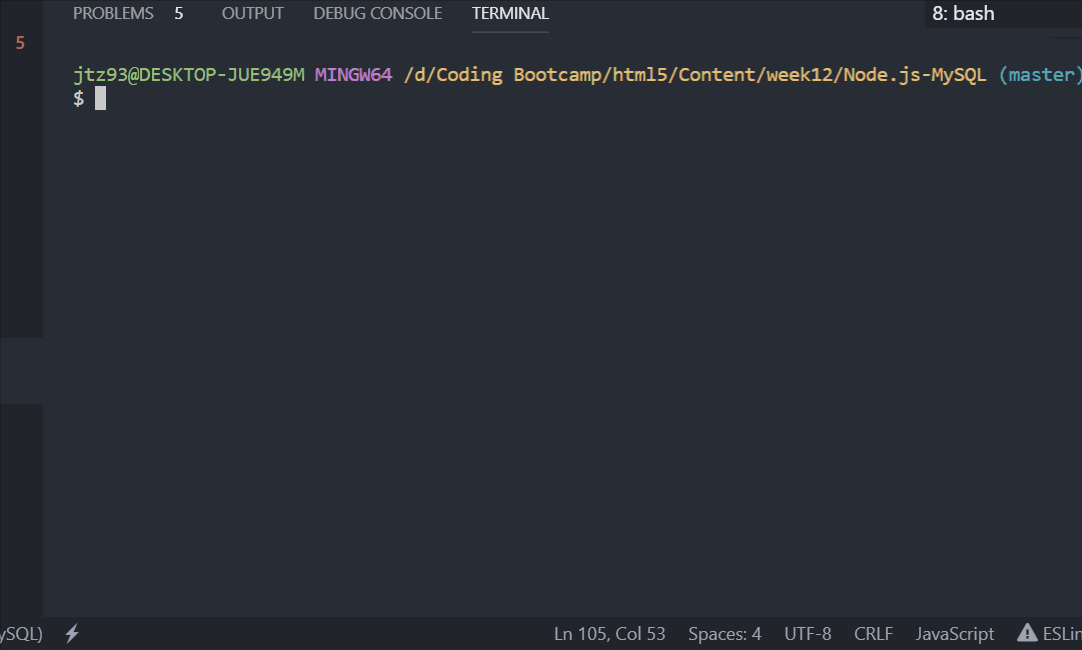 PROBLEMS 5 OUTPUT DEBUG CONSOLE TERMINAL 8: bash
5
jtz93@DESKTOP-JUE949M MINGW64 /d/Coding Bootcamp/html5/Content/week12/Node.js-MySQL (master)
$
ySQL) Ln 105, Col 53 Spaces: 4 UTF-8 CRLF JavaScript ESLin